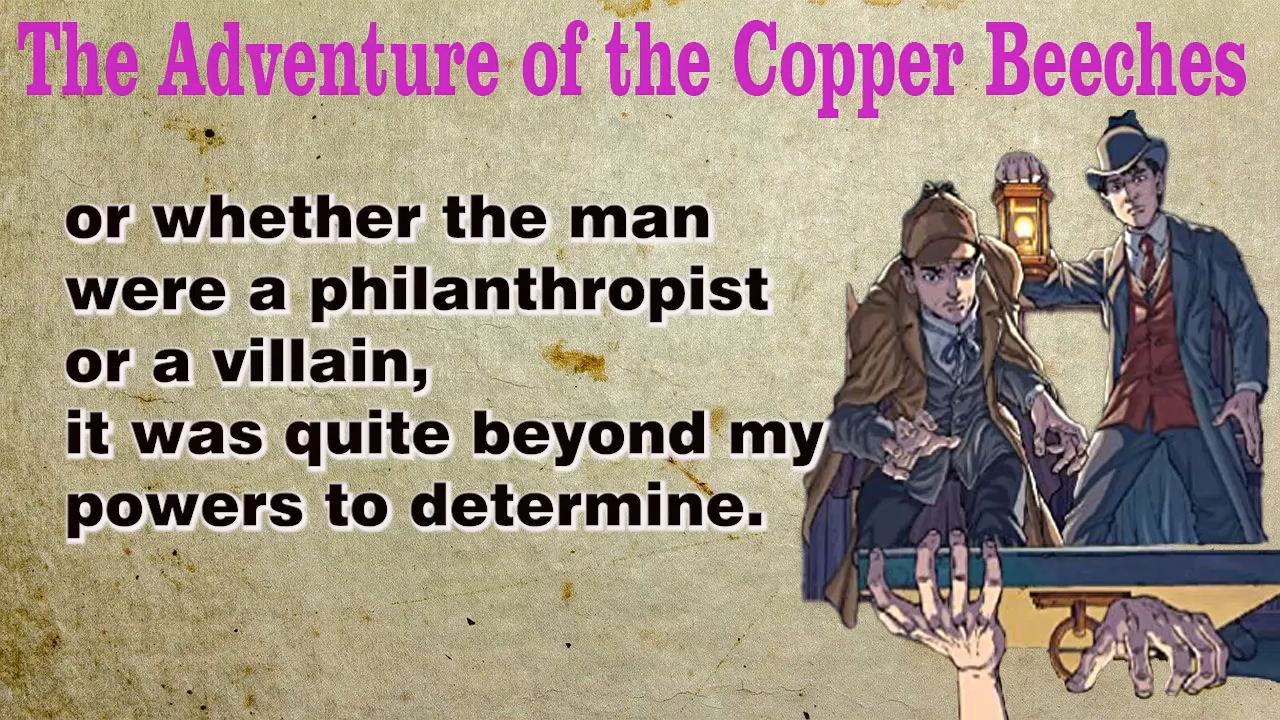 The Adventure of the Copper Beeches
or whether the man
were a philanthropist
or a villain,
it was quite beyond my
powers to determine.